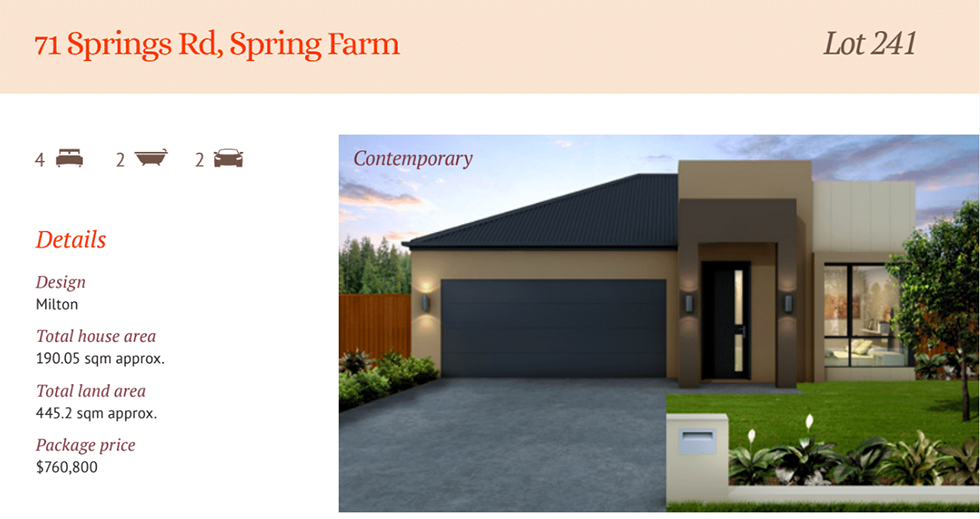 71 Springs Rd, Spring Farm
Lot 241
4 2 2
Contemporary
Details
Design
Milton
Total house area
190.05 sqm approx.
Total land area
445.2 sqm approx.
Package price
$760,800